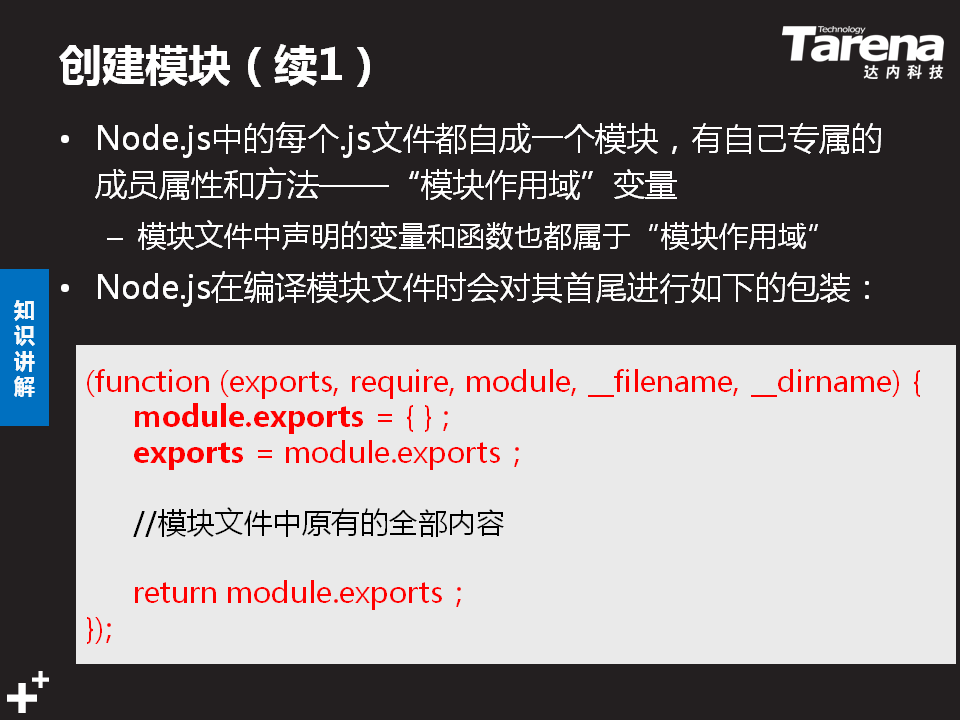 创建模块（续1）
Technology
Tarena
达内科技
• Node.js中的每个.js文件都自成一个模块，有自己专属的
成员属性和方法——“模块作用域”变量
– 模块文件中声明的变量和函数也都属于“模块作用域”
• Node.js在编译模块文件时会对其首尾进行如下的包装：
知
识
讲
解
(function (exports, require, module, __filename, __dirname) {
module.exports = { } ;
exports = module.exports ;
//模块文件中原有的全部内容
return module.exports ;
});